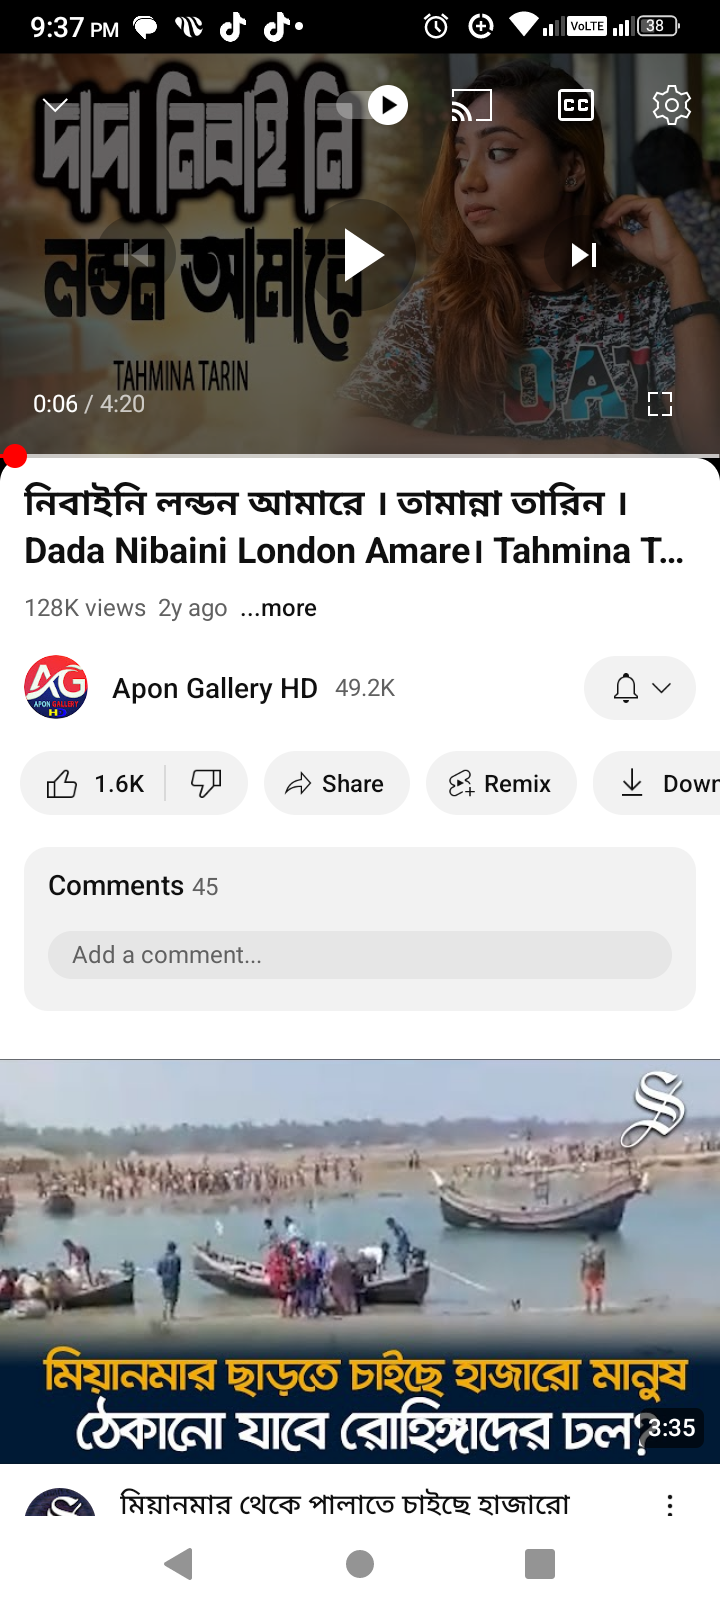 9:37 PM
VoLTE
38
CC
দাদা নিবাই নি
লন্ডন আমারে
TAHMINA TARIN
OAY
0:06 / 4:20
নিবাইনি লন্ডন আমারে । তামান্না তারিন ।
Dada Nibaini London Amare। Tahmina T...
128K views 2y ago ...more
AG
APON GALLERY
H
Apon Gallery HD 49.2K
1.6K
Share
Remix
Down
Comments 45
Add a comment...
S
মিয়ানমার ছাড়তে চাইছে হাজারো মানুষ
ঠেকানো যাবে রোহিঙ্গাদের ঢল?
3:35
মিয়ানমার থেকে পালাতে চাইছে হাজারো